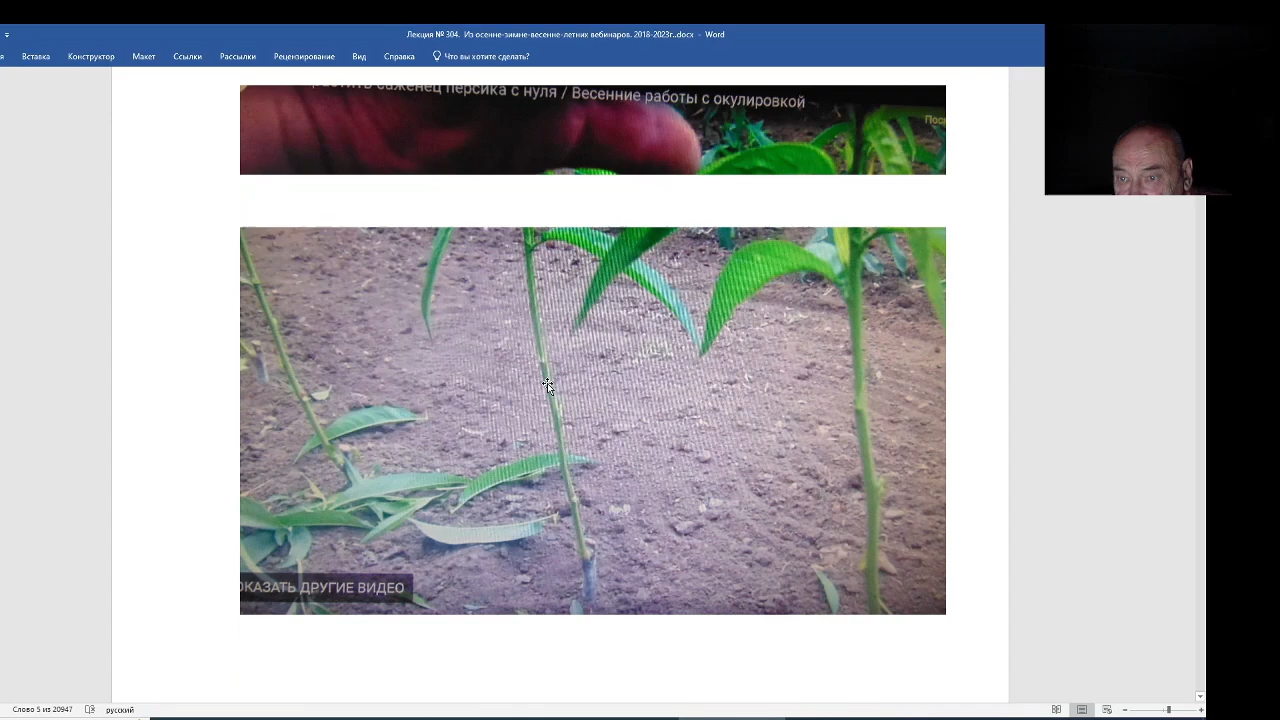 Лекция № 304. Из осенне-зимне-весенне-летних вебинаров. 2018-2023г..docx - Word
Вставка Конструктор Макет Ссылки Рассылки Рецензирование Вид Справка Что вы хотите сделать?
саженец персика с нуля / Весенние работы с окулировкой
ОКАЗАТЬ ДРУГИЕ ВИДЕО
Слово 5 из 20947 русский